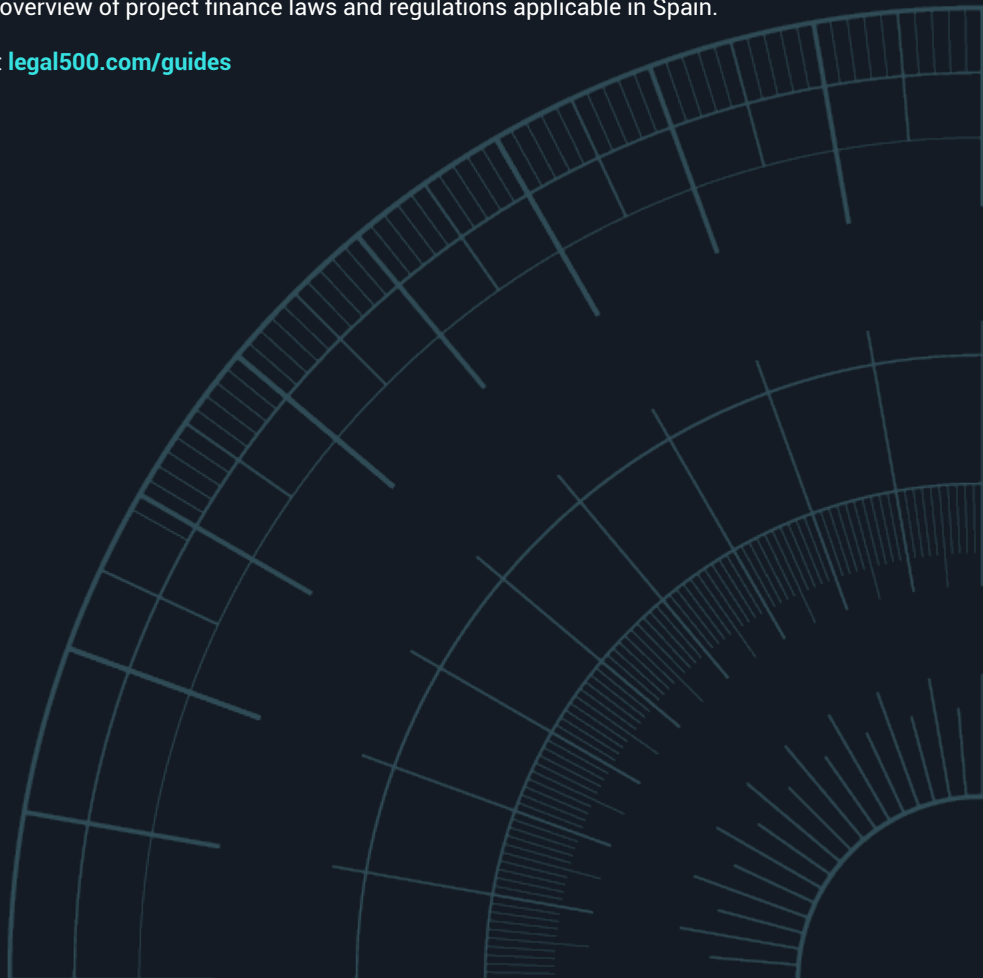 overview of project finance laws and regulations applicable in Spain.
: legal500.com/guides